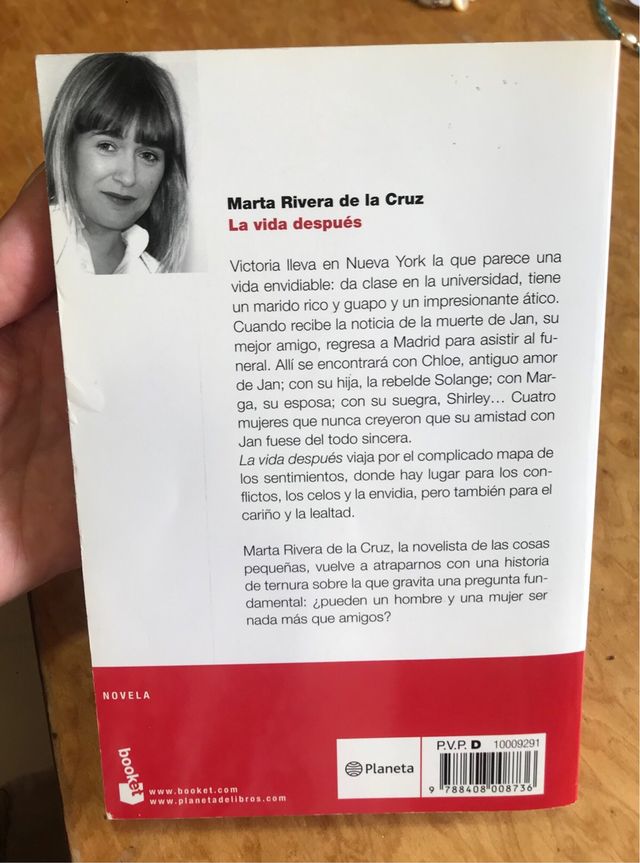 Marta Rivera de la Cruz
La vida después
Victoria lleva en Nueva York la que parece una
vida envidiable: da clase en la universidad, tiene
un marido rico y guapo y un impresionante ático.
Cuando recibe la noticia de la muerte de Jan, su
mejor amigo, regresa a Madrid para asistir al fu-
neral. Allí se encontrará con Chloe, antiguo amor
de Jan; con su hija, la rebelde Solange; con Mar-
ga, su esposa; con su suegra, Shirley... Cuatro
mujeres que nunca creyeron que su amistad con
Jan fuese del todo sincera.
La vida después viaja por el complicado mapa de
los sentimientos, donde hay lugar para los con-
flictos, los celos y la envidia, pero también para el
cariño y la lealtad.
Marta Rivera de la Cruz, la novelista de las cosas
pequeñas, vuelve a atraparnos con una historia
de ternura sobre la que gravita una pregunta fun-
damental: ¿pueden un hombre y una mujer ser
nada más que amigos?
NOVELA
booket
www.booket.com
www.planetadelibros.com
Planeta
P.V.P. D 10009291
9 788408 008736